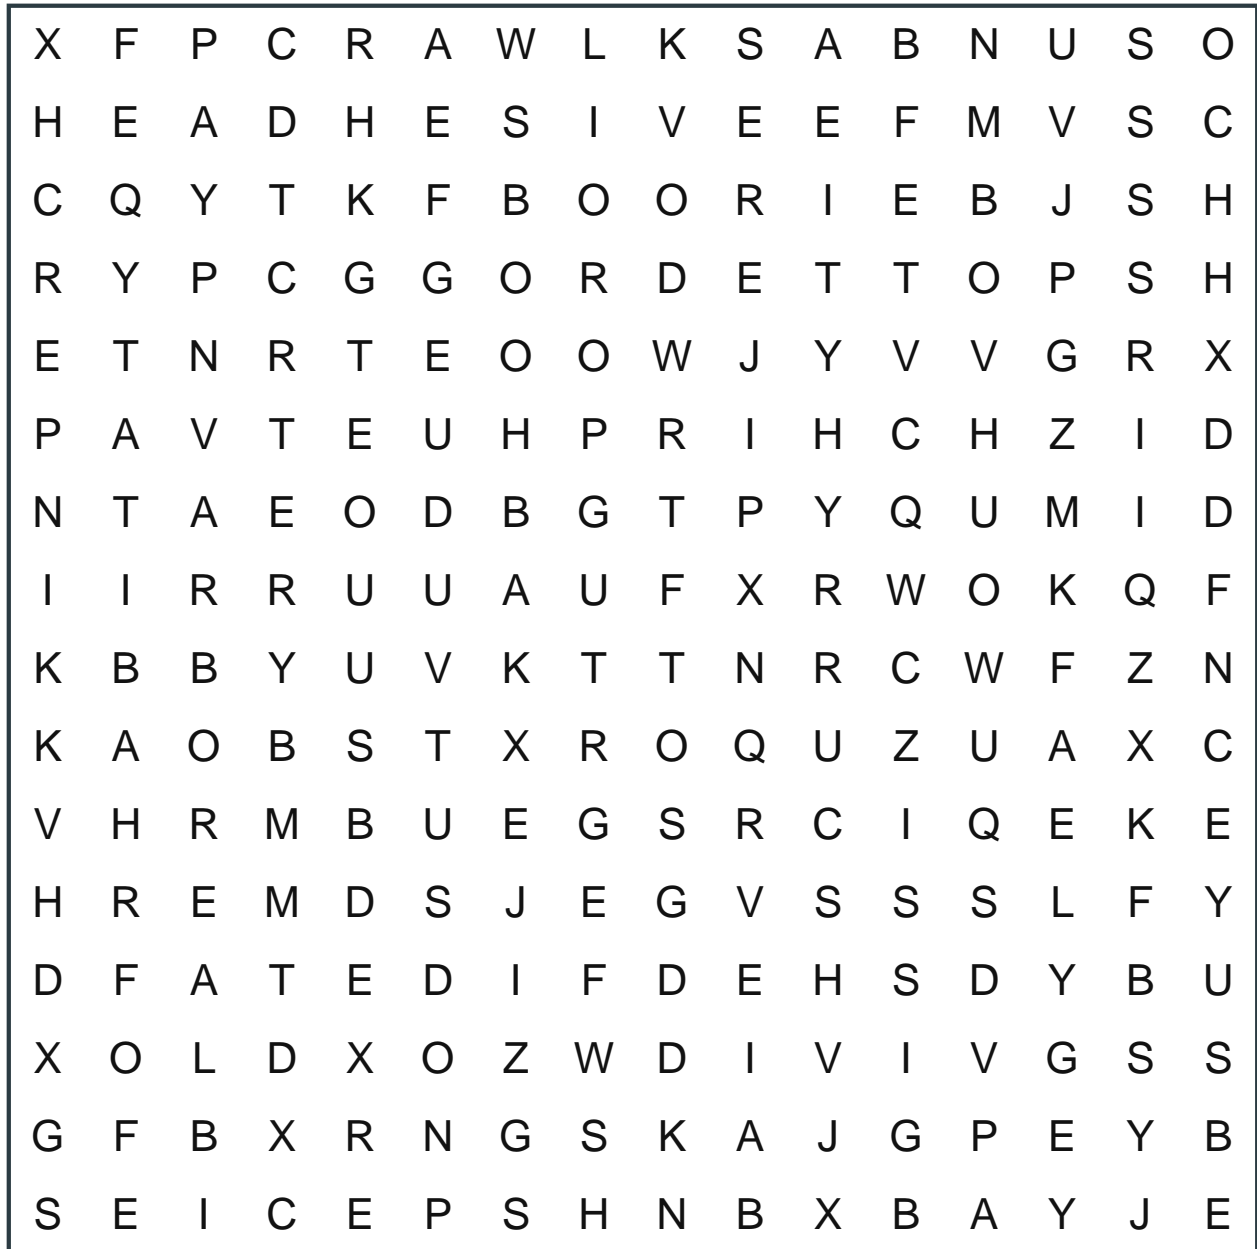 X F P C R A W L K S A B N U S O
H E A D H E S I V E E F M V S C
C Q Y T K F B O O R I E B J S H
R Y P C G G O R D E T T O P S H
E T N R T E O O W J Y V V G R X
P A V T E U H P R I H C H Z I D
N T A E O D B G T P Y Q U M I D
I I R R U U A U F X R W O K Q F
K B B Y U V K T T N R C W F Z N
K A O B S T X R O Q U Z U A X C
V H R M B U E G S R C I Q E K E
H R E M D S J E G V S S S L F Y
D F A T E D I F D E H S D Y B U
X O L D X O Z W D I V I V G S S
G F B X R N G S K A J G P E Y B
S E I C E P S H N B X B A Y J E